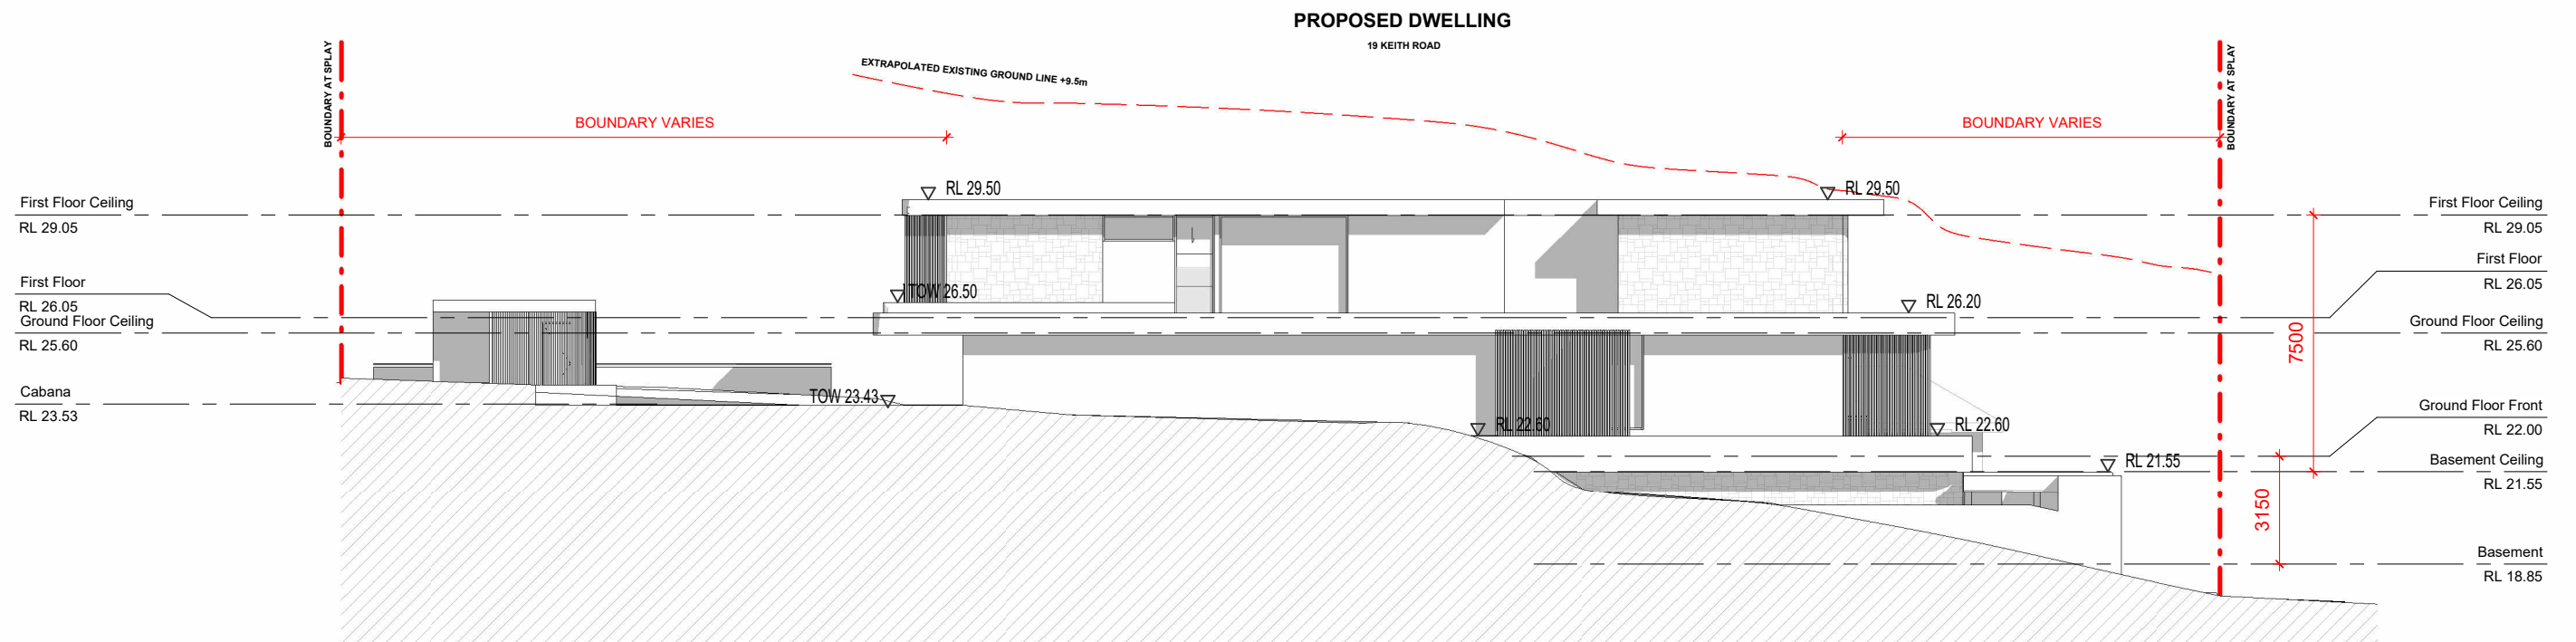 PROPOSED DWELLING
19 KEITH ROAD
BOUNDARY AT SPLAY
EXTRAPOLATED EXISTING GROUND LINE +9.5m
BOUNDARY AT SPLAY
BOUNDARY VARIES
BOUNDARY VARIES
RL 29.50
RL 29.50
First Floor Ceiling
RL 29.05
First Floor Ceiling
RL 29.05
First Floor
RL 26.05
First Floor
RL 26.05
TOW 26.50
RL 26.20
Ground Floor Ceiling
RL 25.60
Ground Floor Ceiling
RL 25.60
7500
Cabana
RL 23.53
TOW 23.43
RL 22.60
RL 22.60
Ground Floor Front
RL 22.00
RL 21.55
Basement Ceiling
RL 21.55
3150
Basement
RL 18.85